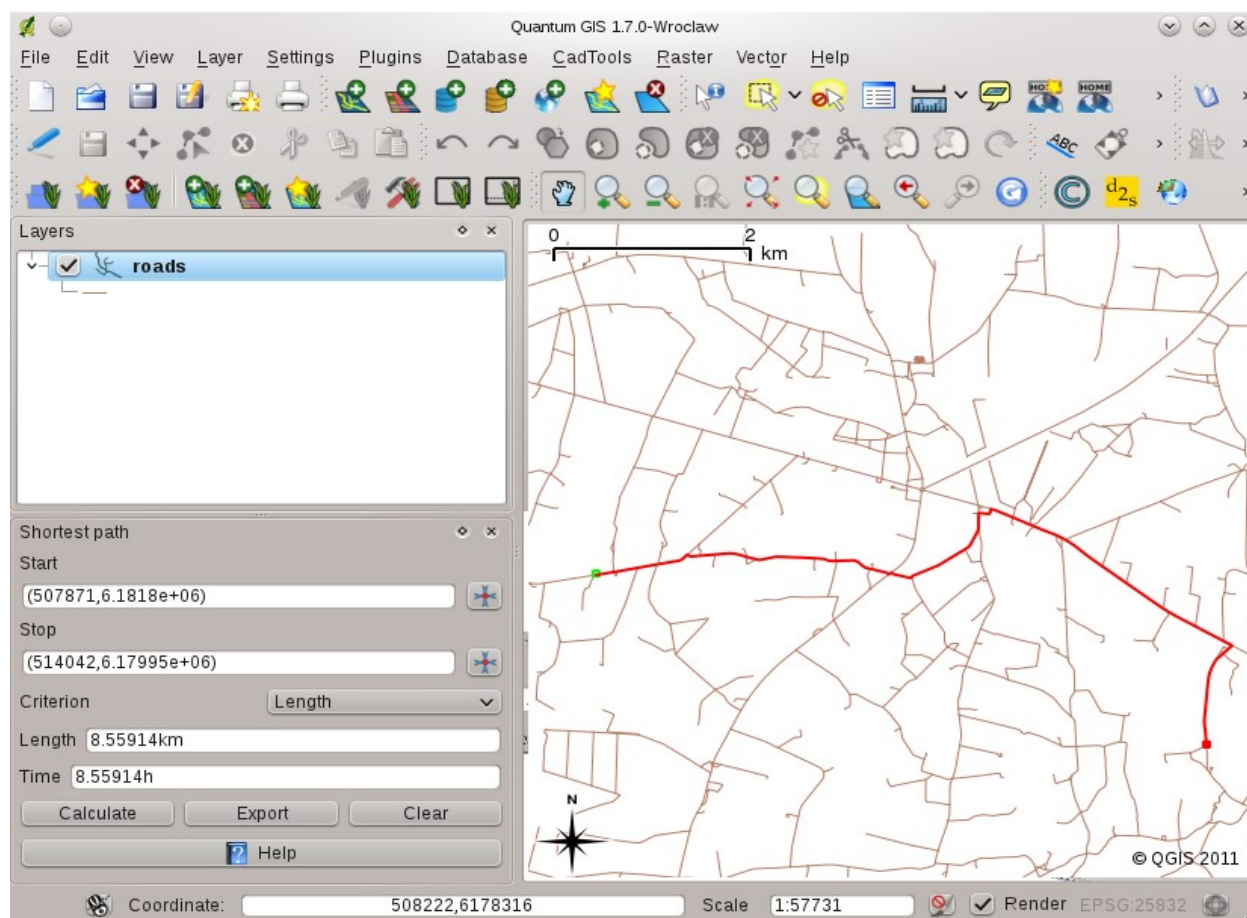 Quantum GIS 1.7.0-Wroclaw
File Edit View Layer Settings Plugins Database CadTools Raster Vector Help
HOME
ABC
d2s
Layers
roads
Shortest path
Start
(507871,6.1818e+06)
Stop
(514042,6.17995e+06)
Criterion Length
Length 8.55914km
Time 8.55914h
Calculate Export Clear
Help
0 2
km
N
© QGIS 2011
Coordinate: 508222,6178316 Scale 1:57731 Render EPSG:25832